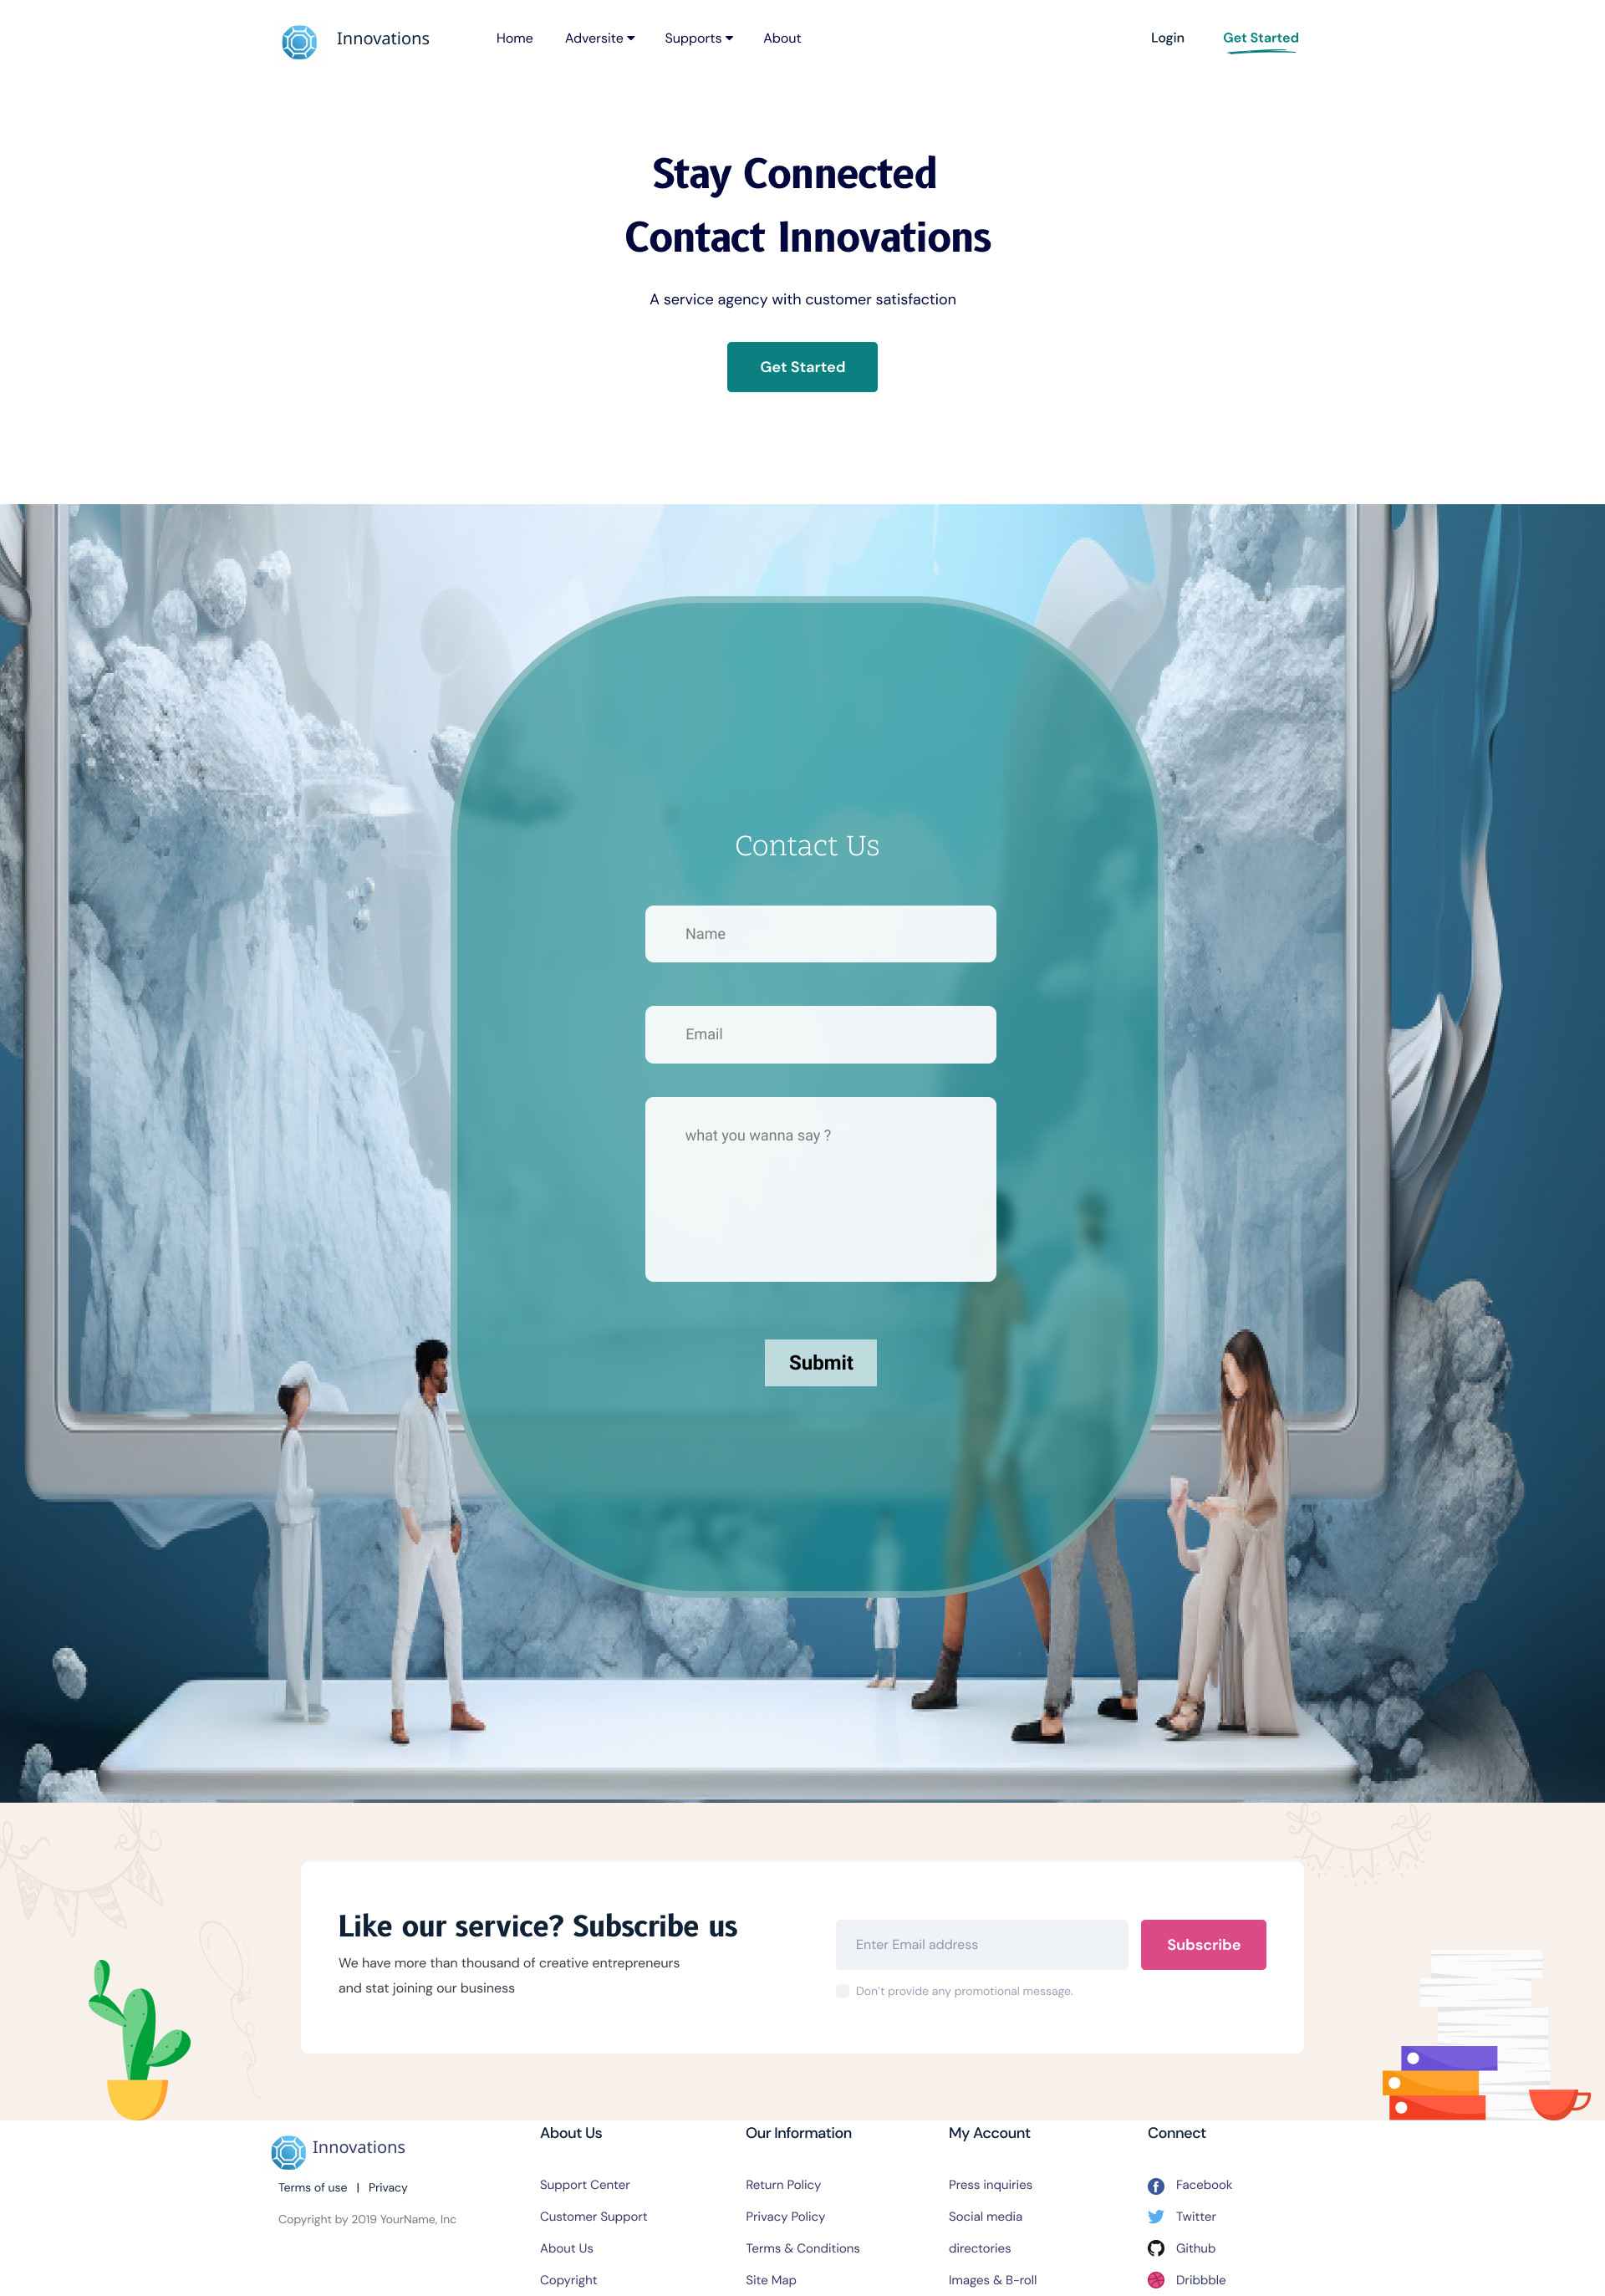 Innovations
Home
Adversite
Supports
About
Login
Get Started
Stay Connected
Contact Innovations
A service agency with customer satisfaction
Get Started
Contact Us
Name
Email
what you wanna say ?
Submit
Like our service? Subscribe us
We have more than thousand of creative entrepreneurs
and stat joining our business
Enter Email address
Subscribe
Don’t provide any promotional message.
Innovations
Terms of use | Privacy
Copyright by 2019 YourName, Inc
About Us
Support Center
Customer Support
About Us
Copyright
Our Information
Return Policy
Privacy Policy
Terms & Conditions
Site Map
My Account
Press inquiries
Social media
directories
Images & B-roll
Connect
Facebook
Twitter
Github
Dribbble